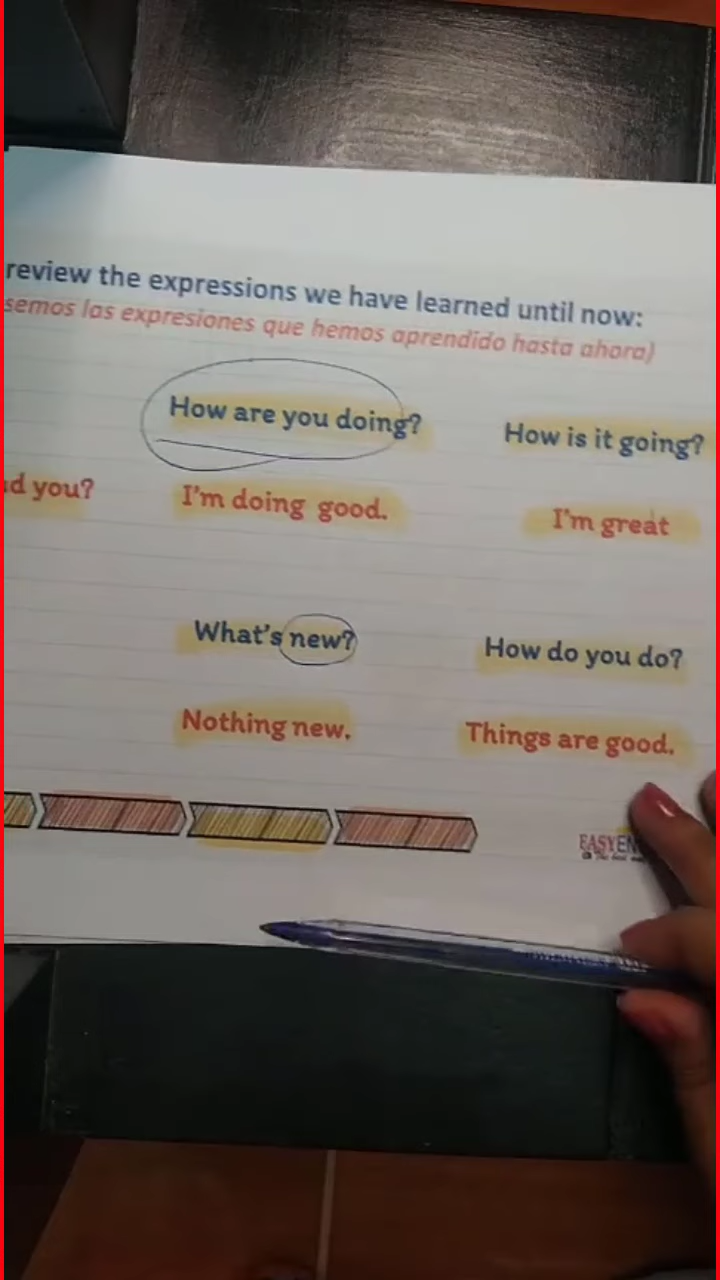 review the expressions we have learned until now:
semos las expresiones que hemos aprendido hasta ahora)
How are you doing? How is it going?
d you? I'm doing good. I'm great
What's new? How do you do?
Nothing new. Things are good.
EASYEN